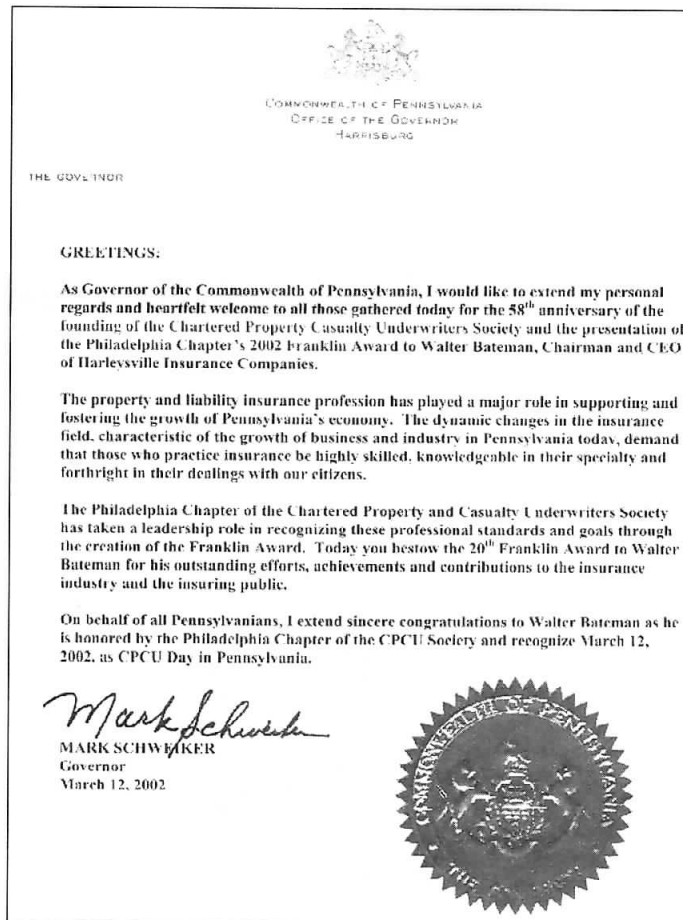 COMMONWEALTH OF PENNSYLVANIA
OFFICE OF THE GOVERNOR
HARRISBURG
THE GOVERNOR
GREETINGS:
As Governor of the Commonwealth of Pennsylvania, I would like to extend my personal
regards and heartfelt welcome to all those gathered today for the 58th anniversary of the
founding of the Chartered Property Casualty Underwriters Society and the presentation of
the Philadelphia Chapter's 2002 Franklin Award to Walter Bateman, Chairman and CEO
of Harleysville Insurance Companies.
The property and liability insurance profession has played a major role in supporting and
fostering the growth of Pennsylvania's economy. The dynamic changes in the insurance
field, characteristic of the growth of business and industry in Pennsylvania today, demand
that those who practice insurance be highly skilled, knowledgeable in their specialty and
forthright in their dealings with our citizens.
The Philadelphia Chapter of the Chartered Property and Casualty Underwriters Society
has taken a leadership role in recognizing these professional standards and goals through
the creation of the Franklin Award. Today you bestow the 20th Franklin Award to Walter
Bateman for his outstanding efforts, achievements and contributions to the insurance
industry and the insuring public.
On behalf of all Pennsylvanians, I extend sincere congratulations to Walter Bateman as he
is honored by the Philadelphia Chapter of the CPCU Society and recognize March 12,
2002, as CPCU Day in Pennsylvania.
Mark Schweiker
MARK SCHWEIKER
Governor
March 12, 2002
COMMONWEALTH OF PENNSYLVANIA
THE